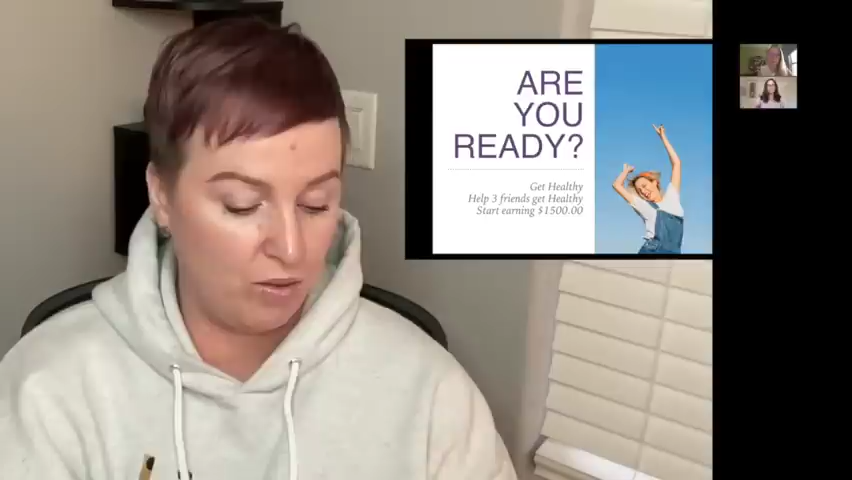 ARE
YOU
READY?
Get Healthy
Help 3 friends get Healthy
Start earning $1500.00